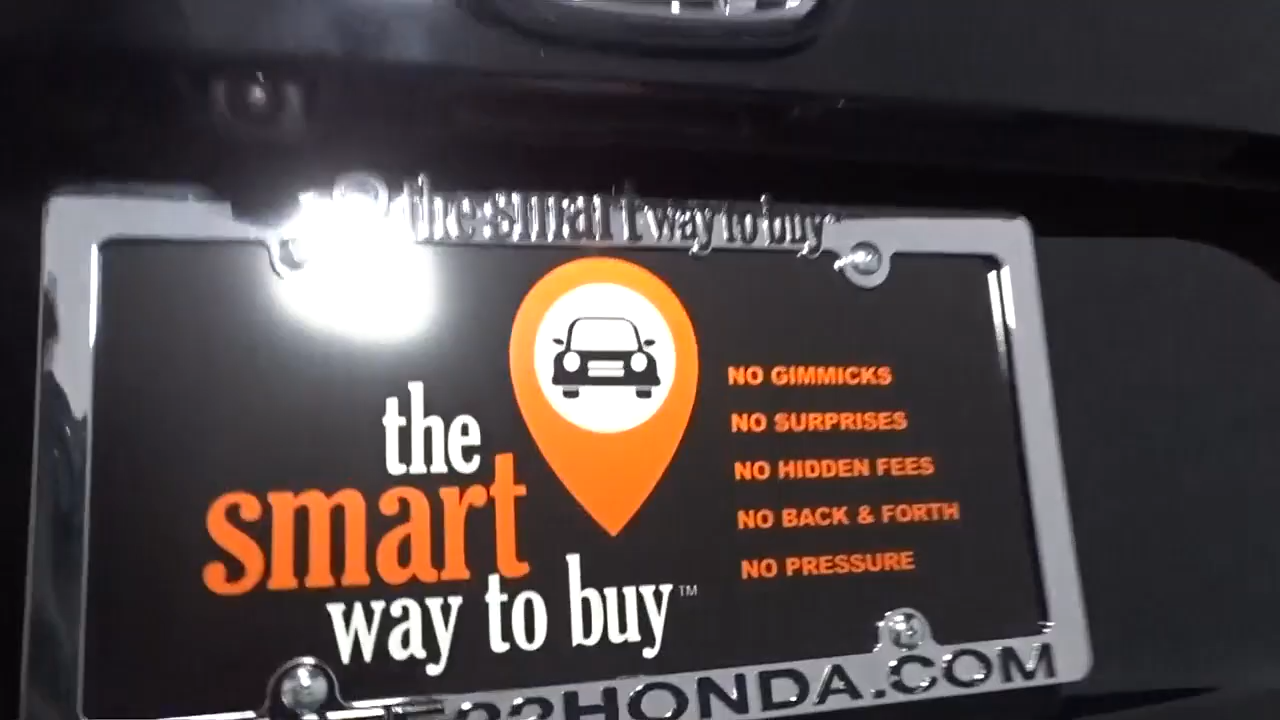 the smart way to buy
the
smart
way to buy™
NO GIMMICKS
NO SURPRISES
NO HIDDEN FEES
NO BACK & FORTH
NO PRESSURE
HONDA.COM